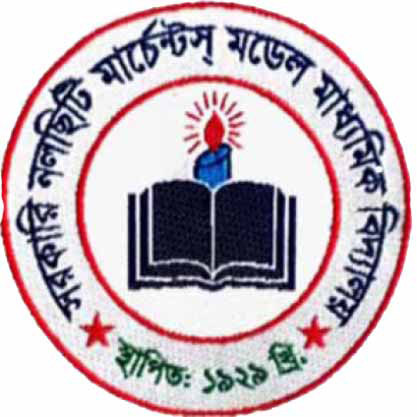 সরকারি নলছিটি মার্চেন্টস্ মডেল মাধ্যমিক বিদ্যালয়
স্থাপিত: ১৯২৯ খ্রি.